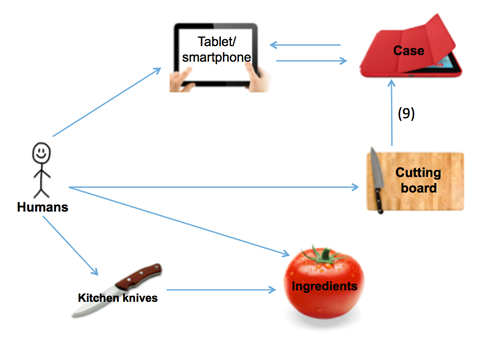 Tablet/
smartphone
Case
(9)
Cutting
board
Humans
Kitchen knives
Ingredients